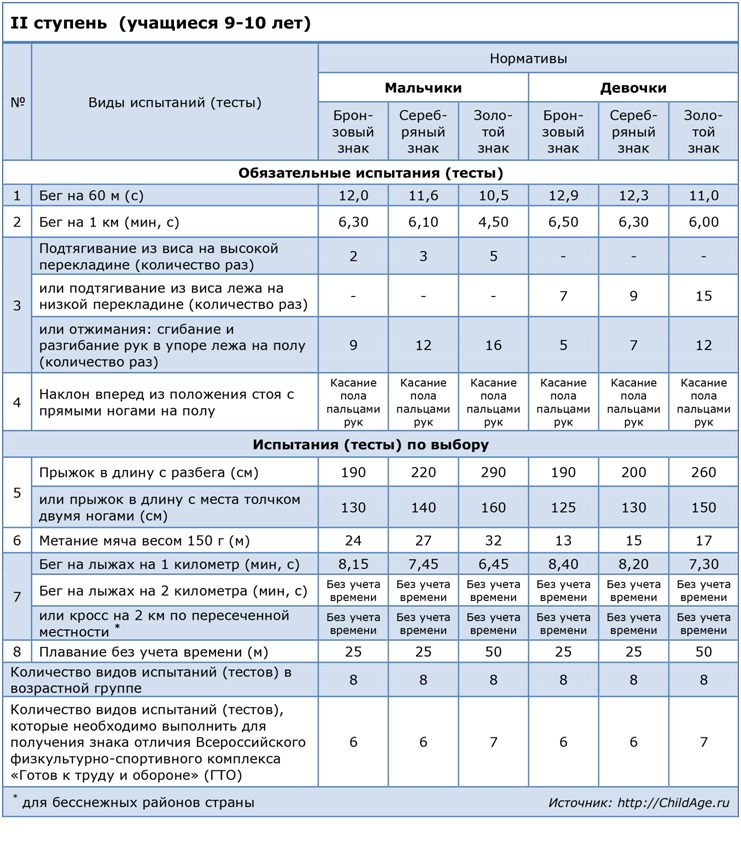 II ступень (учащиеся 9-10 лет)
№ Виды испытаний (тесты) Нормативы
Мальчики Девочки
Брон-
зовый
знак Сереб-
ряный
знак Золо-
той
знак Брон-
зовый
знак Сереб-
ряный
знак Золо-
той
знак
Обязательные испытания (тесты)
1 Бег на 60 м (с) 12,0 11,6 10,5 12,9 12,3 11,0
2 Бег на 1 км (мин, с) 6,30 6,10 4,50 6,50 6,30 6,00
3 Подтягивание из виса на высокой
перекладине (количество раз) 2 3 5 - - -
или подтягивание из виса лежа на
низкой перекладине (количество раз) - - - 7 9 15
или отжимания: сгибание и
разгибание рук в упоре лежа на полу
(количество раз) 9 12 16 5 7 12
4 Наклон вперед из положения стоя с
прямыми ногами на полу Касание
пола
пальцами
рук Касание
пола
пальцами
рук Касание
пола
пальцами
рук Касание
пола
пальцами
рук Касание
пола
пальцами
рук Касание
пола
пальцами
рук
Испытания (тесты) по выбору
5 Прыжок в длину с разбега (см) 190 220 290 190 200 260
или прыжок в длину с места толчком
двумя ногами (см) 130 140 160 125 130 150
6 Метание мяча весом 150 г (м) 24 27 32 13 15 17
7 Бег на лыжах на 1 километр (мин, с) 8,15 7,45 6,45 8,40 8,20 7,30
Бег на лыжах на 2 километра (мин, с) Без учета
времени Без учета
времени Без учета
времени Без учета
времени Без учета
времени Без учета
времени
или кросс на 2 км по пересеченной
местности * Без учета
времени Без учета
времени Без учета
времени Без учета
времени Без учета
времени Без учета
времени
8 Плавание без учета времени (м) 25 25 50 25 25 50
Количество видов испытаний (тестов) в
возрастной группе 8 8 8 8 8 8
Количество видов испытаний (тестов),
которые необходимо выполнить для
получения знака отличия Всероссийского
физкультурно-спортивного комплекса
«Готов к труду и обороне» (ГТО) 6 6 7 6 6 7
* для бесснежных районов страны Источник: http://ChildAge.ru